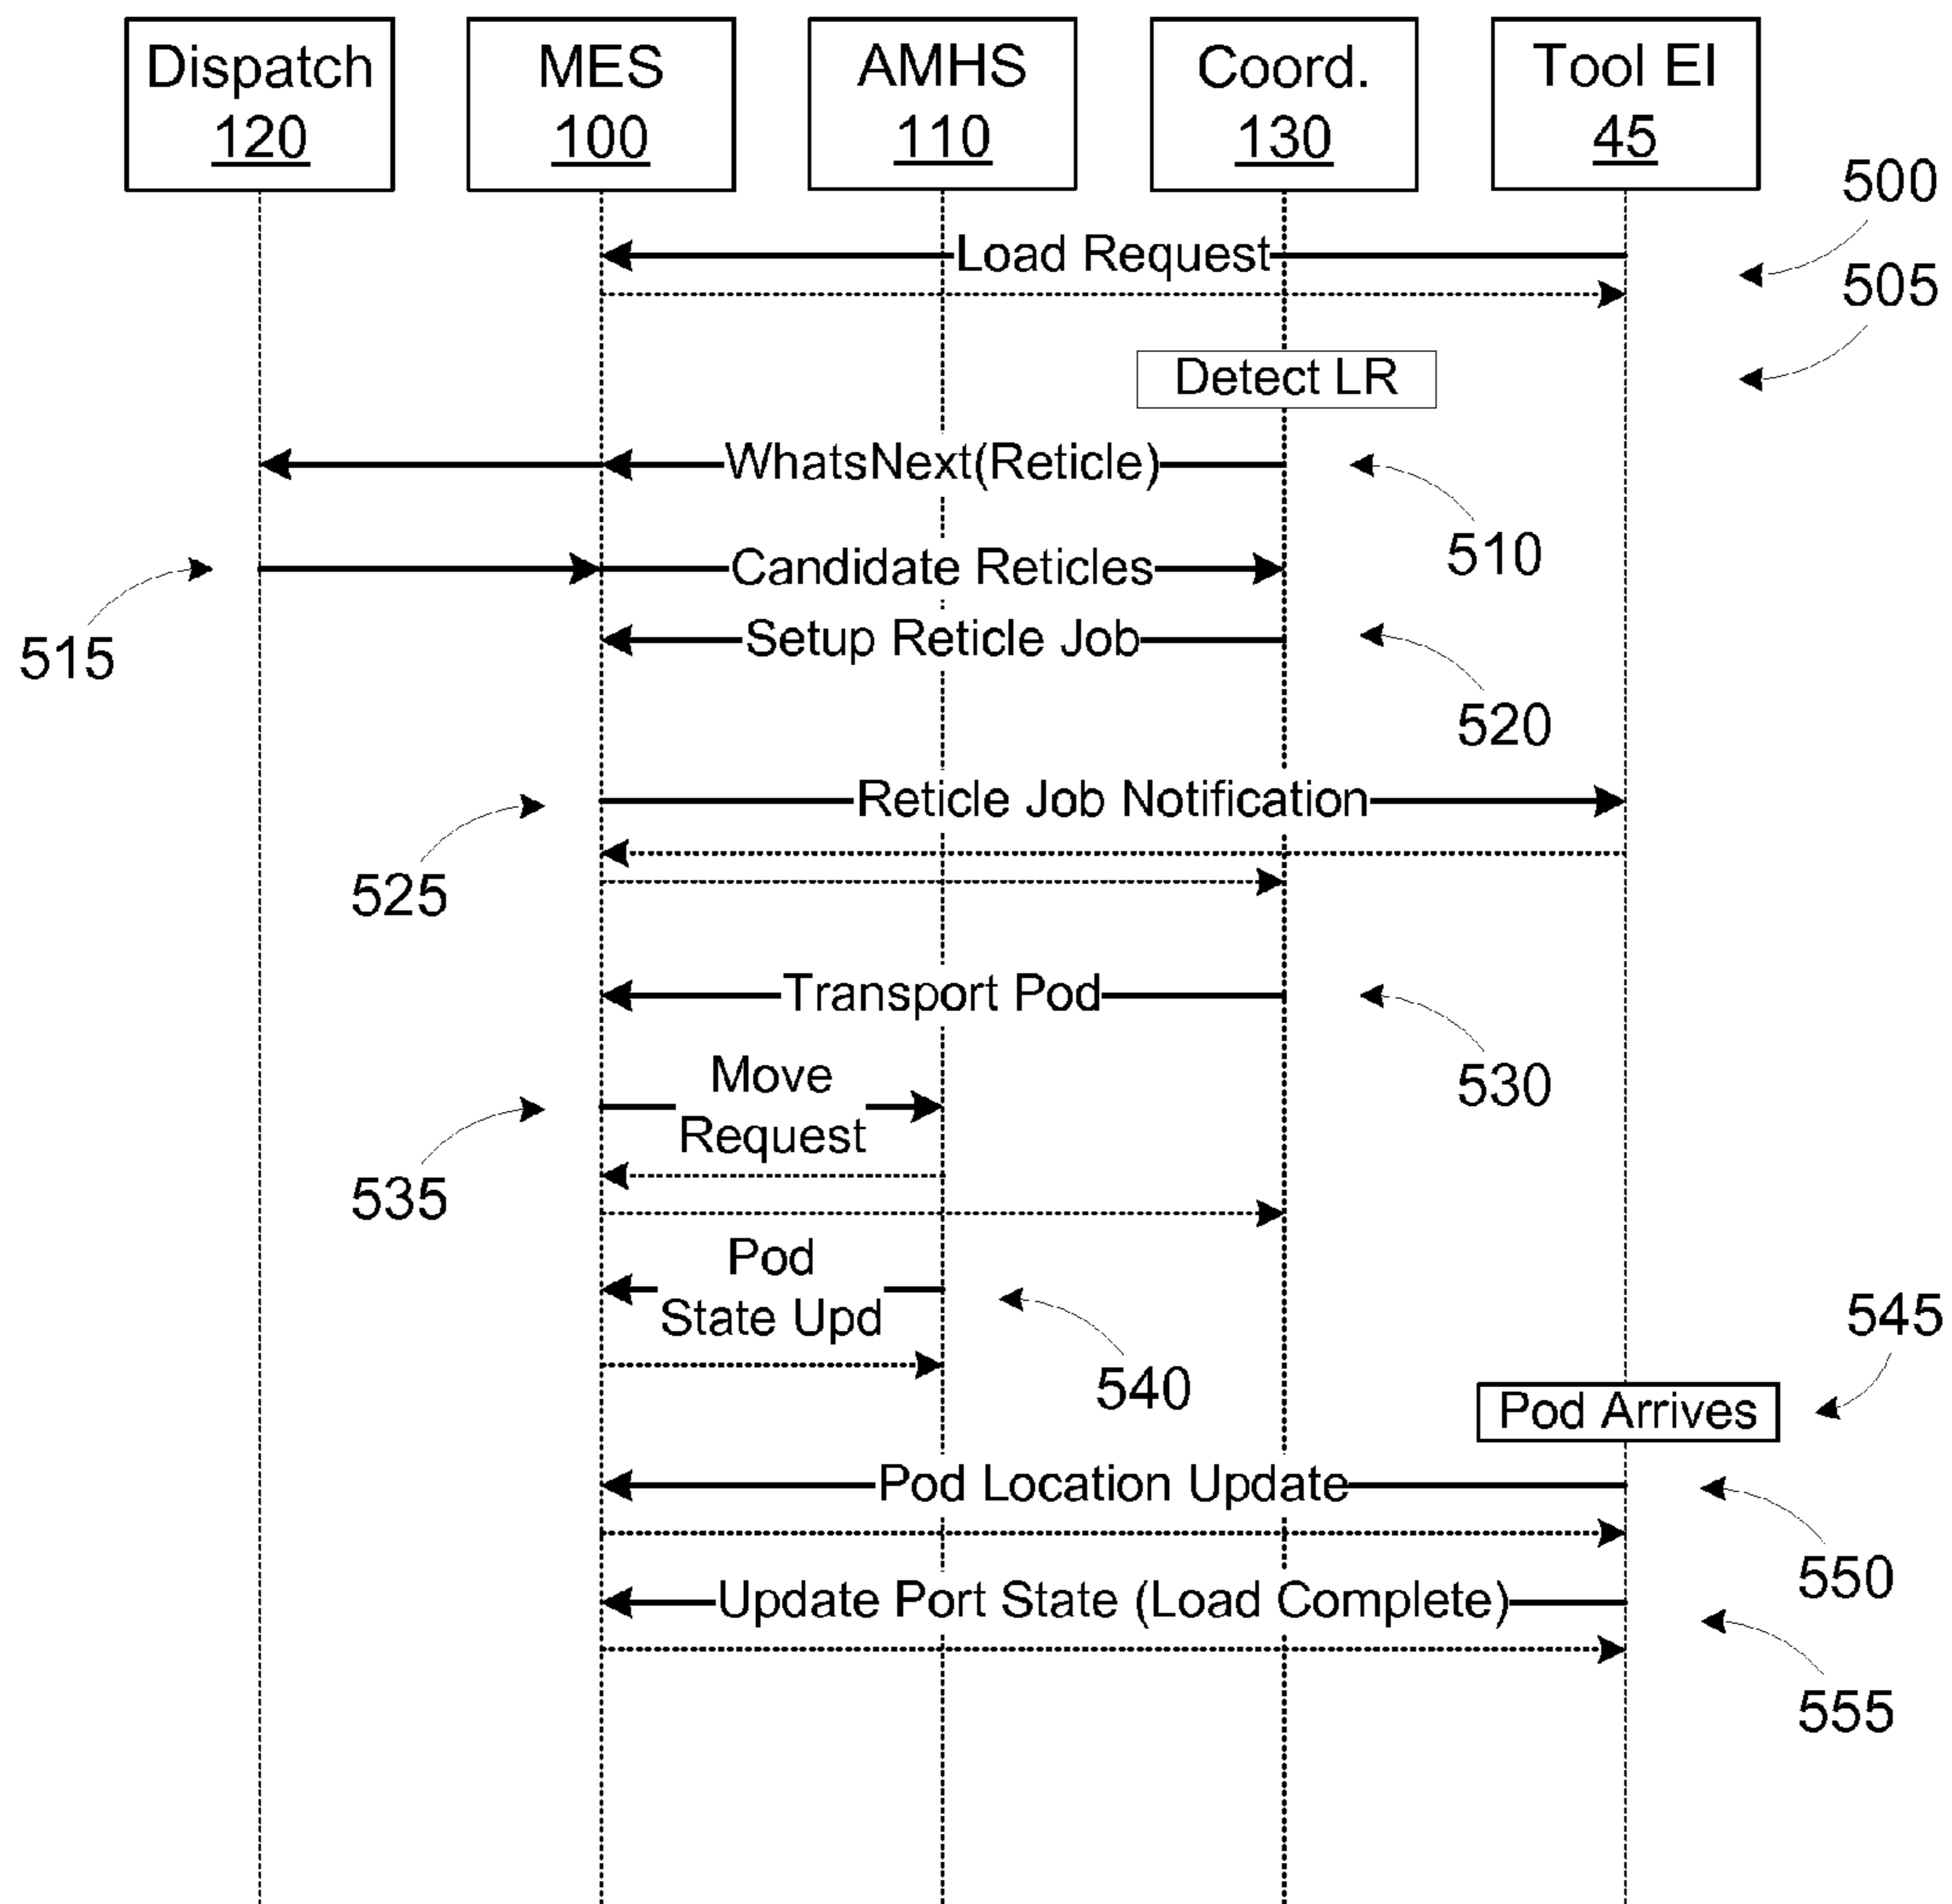 Dispatch
120
MES
100
AMHS
110
Coord.
130
Tool EI
45
500
Load Request
505
Detect LR
WhatsNext(Reticle)
510
Candidate Reticles
515
Setup Reticle Job
520
Reticle Job Notification
525
Transport Pod
530
Move
Request
535
Pod
State Upd
540
545
Pod Arrives
Pod Location Update
550
Update Port State (Load Complete)
555